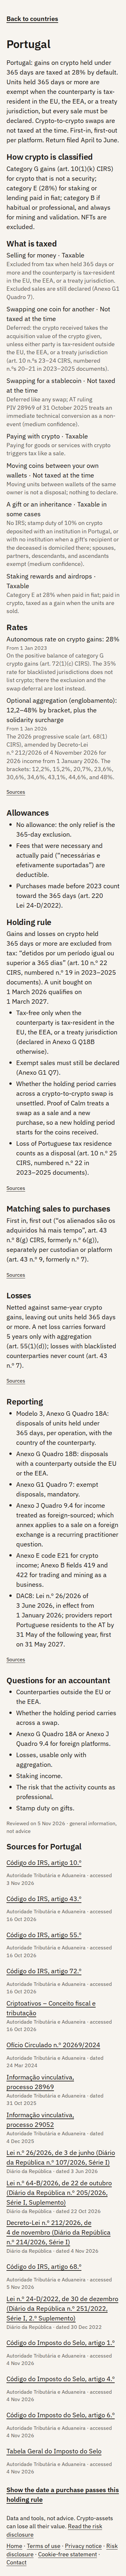 Back to countries
Portugal
Portugal: gains on crypto held under
365 days are taxed at 28% by default.
Units held 365 days or more are
exempt when the counterparty is tax-
resident in the EU, the EEA, or a treaty
jurisdiction, but every sale must be
declared. Crypto-to-crypto swaps are
not taxed at the time. First-in, first-out
per platform. Return filed April to June.
How crypto is classified
Category G gains (art. 10(1)(k) CIRS)
for crypto that is not a security;
category E (28%) for staking or
lending paid in fiat; category B if
habitual or professional, and always
for mining and validation. NFTs are
excluded.
What is taxed
Selling for money · Taxable
Excluded from tax when held 365 days or
more and the counterparty is tax-resident
in the EU, the EEA, or a treaty jurisdiction.
Excluded sales are still declared (Anexo G1
Quadro 7).
Swapping one coin for another · Not
taxed at the time
Deferred: the crypto received takes the
acquisition value of the crypto given,
unless either party is tax-resident outside
the EU, the EEA, or a treaty jurisdiction
(art. 10 n.ºs 23–24 CIRS, numbered
n.ºs 20–21 in 2023–2025 documents).
Swapping for a stablecoin · Not taxed
at the time
Deferred like any swap; AT ruling
PIV 28969 of 31 October 2025 treats an
immediate technical conversion as a non-
event (medium confidence).
Paying with crypto · Taxable
Paying for goods or services with crypto
triggers tax like a sale.
Moving coins between your own
wallets · Not taxed at the time
Moving units between wallets of the same
owner is not a disposal; nothing to declare.
A gift or an inheritance · Taxable in
some cases
No IRS; stamp duty of 10% on crypto
deposited with an institution in Portugal, or
with no institution when a gift's recipient or
the deceased is domiciled there; spouses,
partners, descendants, and ascendants
exempt (medium confidence).
Staking rewards and airdrops ·
Taxable
Category E at 28% when paid in fiat; paid in
crypto, taxed as a gain when the units are
sold.
Rates
Autonomous rate on crypto gains: 28%
From 1 Jan 2023
On the positive balance of category G
crypto gains (art. 72(1)(c) CIRS). The 35%
rate for blacklisted jurisdictions does not
target crypto; there the exclusion and the
swap deferral are lost instead.
Optional aggregation (englobamento):
12,2–48% by bracket, plus the
solidarity surcharge
From 1 Jan 2026
The 2026 progressive scale (art. 68(1)
CIRS), amended by Decreto-Lei
n.º 212/2026 of 4 November 2026 for
2026 income from 1 January 2026. The
brackets: 12,2%, 15,2%, 20,7%, 23,6%,
30,6%, 34,6%, 43,1%, 44,6%, and 48%.
Sources
Allowances
No allowance: the only relief is the
365-day exclusion.
Fees that were necessary and
actually paid (“necessárias e
efetivamente suportadas”) are
deductible.
Purchases made before 2023 count
toward the 365 days (art. 220
Lei 24-D/2022).
Holding rule
Gains and losses on crypto held
365 days or more are excluded from
tax: “detidos por um período igual ou
superior a 365 dias” (art. 10 n.º 22
CIRS, numbered n.º 19 in 2023–2025
documents). A unit bought on
1 March 2026 qualifies on
1 March 2027.
Tax-free only when the
counterparty is tax-resident in the
EU, the EEA, or a treaty jurisdiction
(declared in Anexo G Q18B
otherwise).
Exempt sales must still be declared
(Anexo G1 Q7).
Whether the holding period carries
across a crypto-to-crypto swap is
unsettled. Proof of Calm treats a
swap as a sale and a new
purchase, so a new holding period
starts for the coins received.
Loss of Portuguese tax residence
counts as a disposal (art. 10 n.º 25
CIRS, numbered n.º 22 in
2023–2025 documents).
Sources
Matching sales to purchases
First in, first out (“os alienados são os
adquiridos há mais tempo”, art. 43
n.º 8(g) CIRS, formerly n.º 6(g)),
separately per custodian or platform
(art. 43 n.º 9, formerly n.º 7).
Sources
Losses
Netted against same-year crypto
gains, leaving out units held 365 days
or more. A net loss carries forward
5 years only with aggregation
(art. 55(1)(d)); losses with blacklisted
counterparties never count (art. 43
n.º 7).
Sources
Reporting
Modelo 3, Anexo G Quadro 18A:
disposals of units held under
365 days, per operation, with the
country of the counterparty.
Anexo G Quadro 18B: disposals
with a counterparty outside the EU
or the EEA.
Anexo G1 Quadro 7: exempt
disposals, mandatory.
Anexo J Quadro 9.4 for income
treated as foreign-sourced; which
annex applies to a sale on a foreign
exchange is a recurring practitioner
question.
Anexo E code E21 for crypto
income; Anexo B fields 419 and
422 for trading and mining as a
business.
DAC8: Lei n.º 26/2026 of
3 June 2026, in effect from
1 January 2026; providers report
Portuguese residents to the AT by
31 May of the following year, first
on 31 May 2027.
Sources
Questions for an accountant
Counterparties outside the EU or
the EEA.
Whether the holding period carries
across a swap.
Anexo G Quadro 18A or Anexo J
Quadro 9.4 for foreign platforms.
Losses, usable only with
aggregation.
Staking income.
The risk that the activity counts as
professional.
Stamp duty on gifts.
Reviewed on 5 Nov 2026 · general information,
not advice
Sources for Portugal
Código do IRS, artigo 10.º
Autoridade Tributária e Aduaneira · accessed
3 Nov 2026
Código do IRS, artigo 43.º
Autoridade Tributária e Aduaneira · accessed
16 Oct 2026
Código do IRS, artigo 55.º
Autoridade Tributária e Aduaneira · accessed
16 Oct 2026
Código do IRS, artigo 72.º
Autoridade Tributária e Aduaneira · accessed
16 Oct 2026
Criptoativos – Conceito fiscal e
tributação
Autoridade Tributária e Aduaneira · accessed
16 Oct 2026
Ofício Circulado n.º 20269/2024
Autoridade Tributária e Aduaneira · dated
24 Mar 2024
Informação vinculativa,
processo 28969
Autoridade Tributária e Aduaneira · dated
31 Oct 2025
Informação vinculativa,
processo 29052
Autoridade Tributária e Aduaneira · dated
4 Dec 2025
Lei n.º 26/2026, de 3 de junho (Diário
da República n.º 107/2026, Série I)
Diário da República · dated 3 Jun 2026
Lei n.º 64-B/2026, de 22 de outubro
(Diário da República n.º 205/2026,
Série I, Suplemento)
Diário da República · dated 22 Oct 2026
Decreto-Lei n.º 212/2026, de
4 de novembro (Diário da República
n.º 214/2026, Série I)
Diário da República · dated 4 Nov 2026
Código do IRS, artigo 68.º
Autoridade Tributária e Aduaneira · accessed
5 Nov 2026
Lei n.º 24-D/2022, de 30 de dezembro
(Diário da República n.º 251/2022,
Série I, 2.º Suplemento)
Diário da República · dated 30 Dec 2022
Código do Imposto do Selo, artigo 1.º
Autoridade Tributária e Aduaneira · accessed
4 Nov 2026
Código do Imposto do Selo, artigo 4.º
Autoridade Tributária e Aduaneira · accessed
4 Nov 2026
Código do Imposto do Selo, artigo 6.º
Autoridade Tributária e Aduaneira · accessed
4 Nov 2026
Tabela Geral do Imposto do Selo
Autoridade Tributária e Aduaneira · accessed
4 Nov 2026
Show the date a purchase passes this
holding rule
Data and tools, not advice. Crypto-assets
can lose all their value. Read the risk
disclosure
Home · Terms of use · Privacy notice · Risk
disclosure · Cookie-free statement ·
Contact